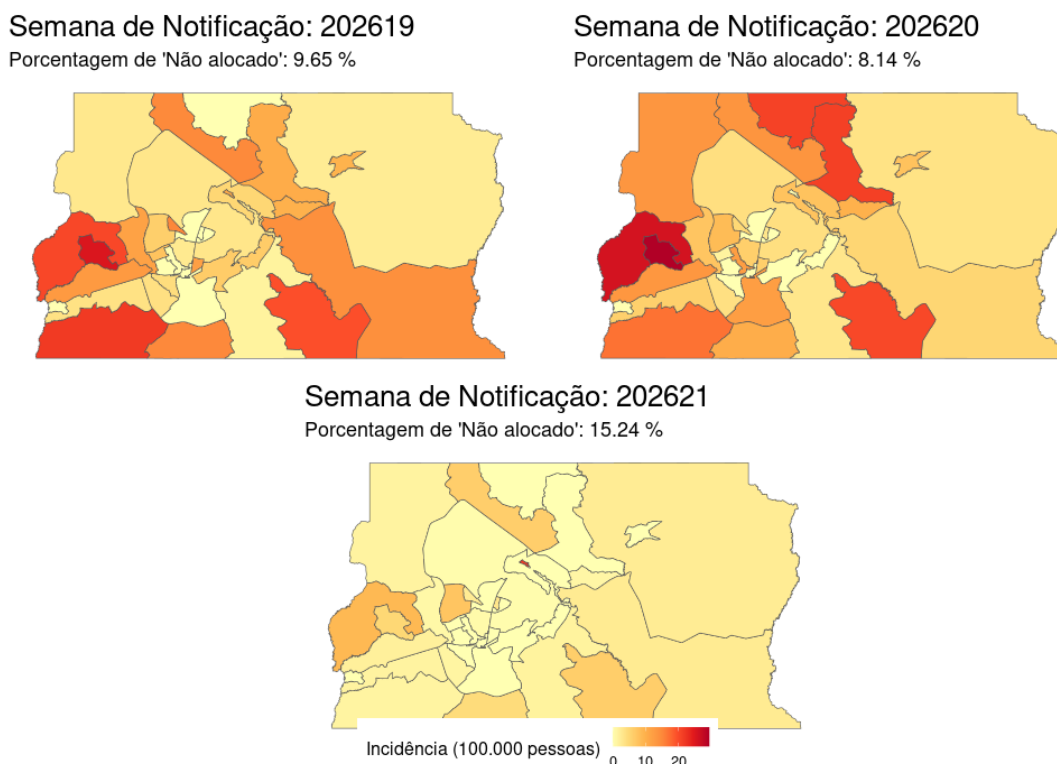 Semana de Notificação: 202619
Porcentagem de 'Não alocado': 9.65 %
Semana de Notificação: 202620
Porcentagem de 'Não alocado': 8.14 %
Semana de Notificação: 202621
Porcentagem de 'Não alocado': 15.24 %
Incidência (100.000 pessoas)
0 10 20